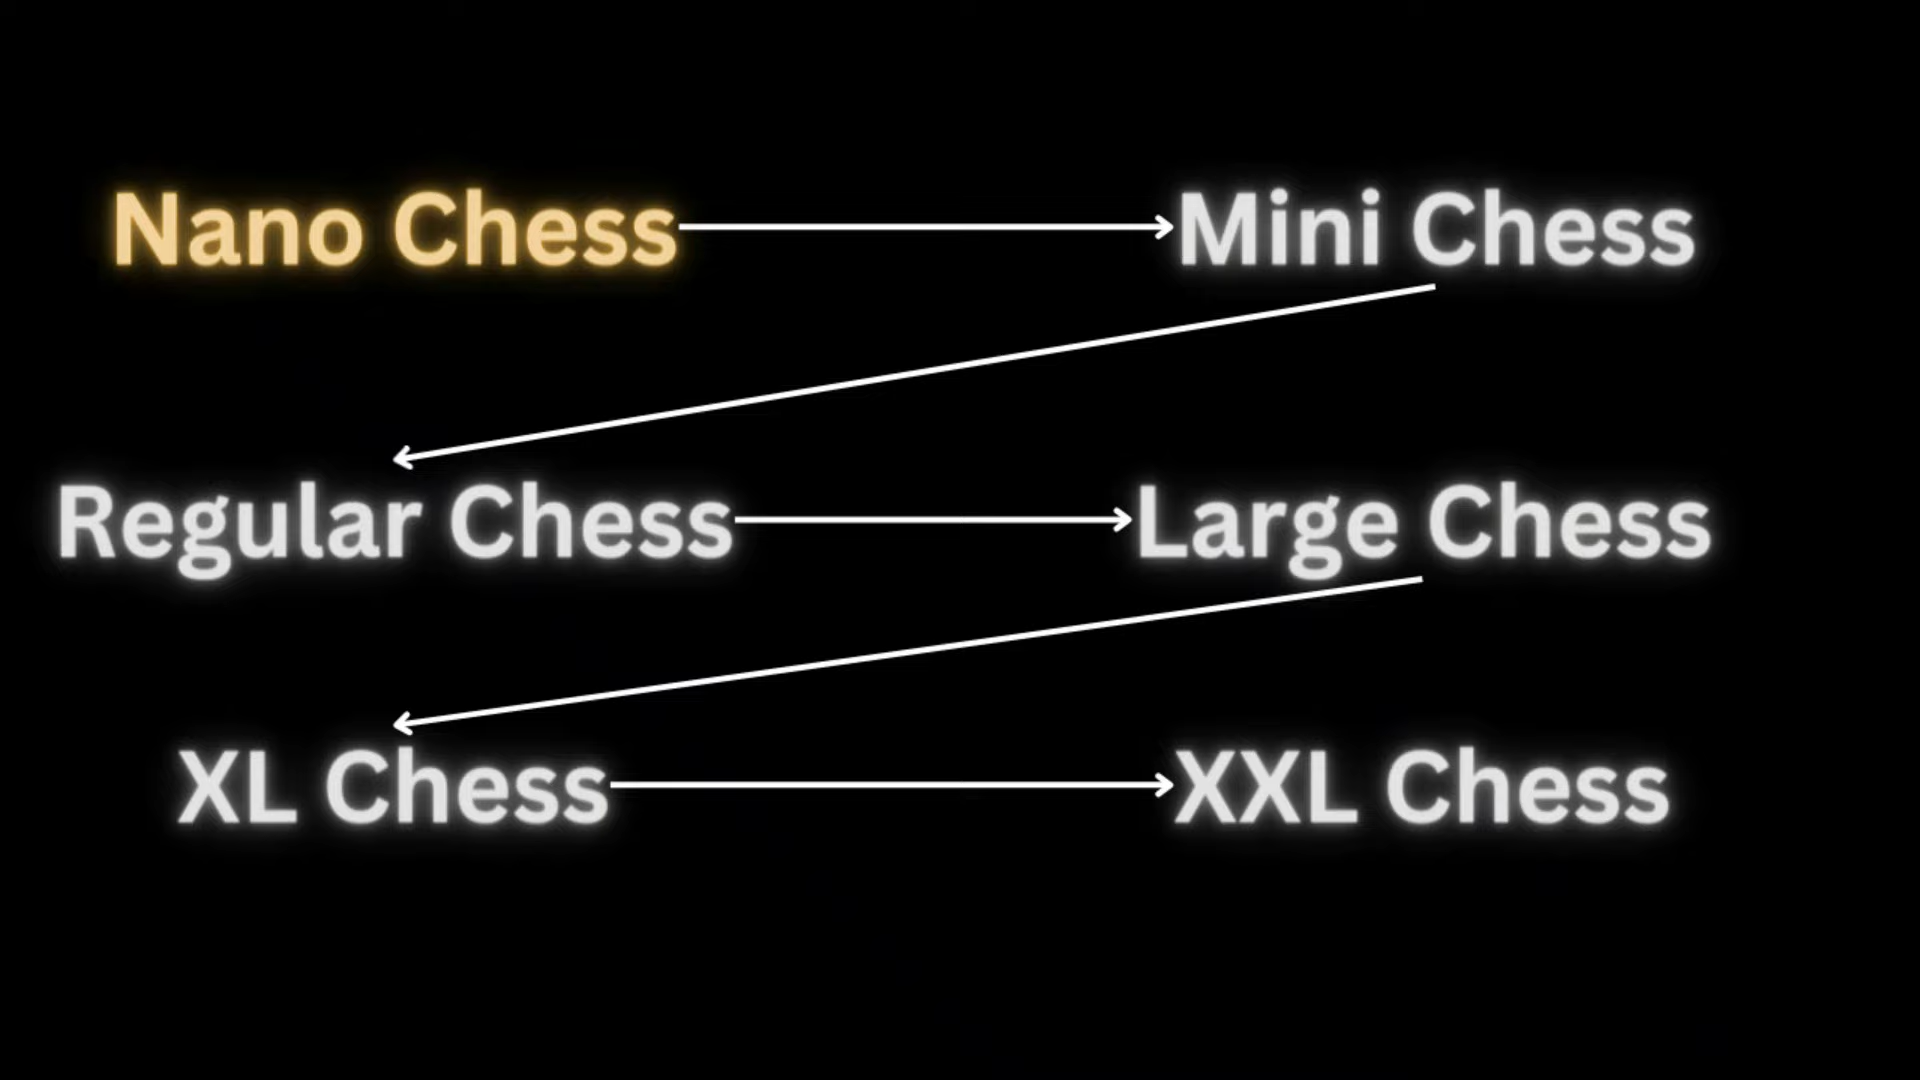 Nano Chess
Mini Chess
Regular Chess
Large Chess
XL Chess
XXL Chess